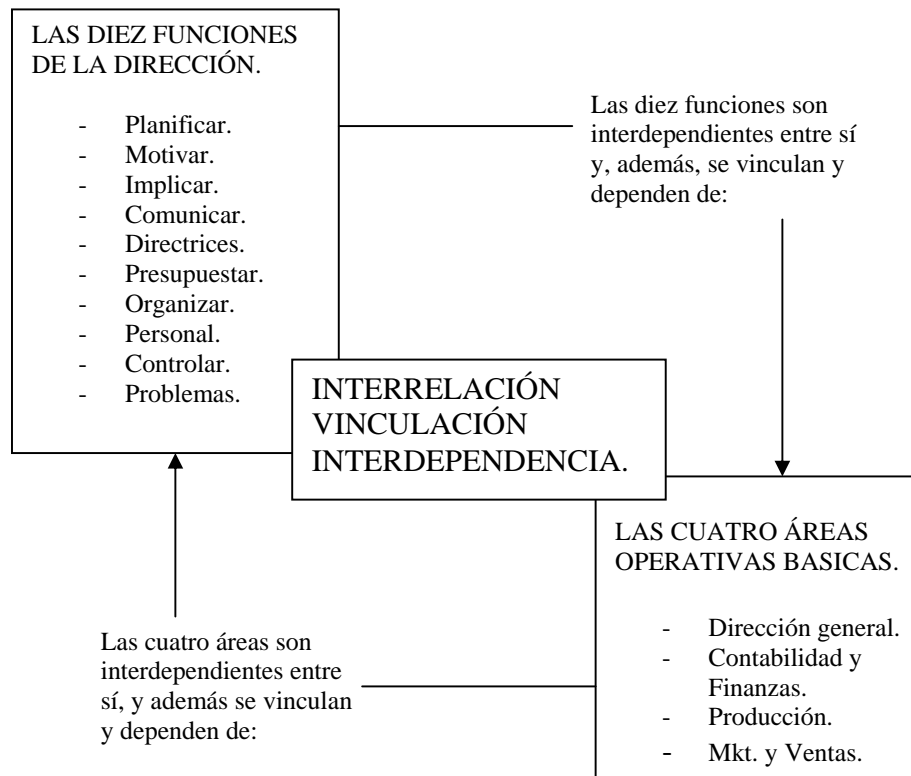 LAS DIEZ FUNCIONES
DE LA DIRECCIÓN.
- Planificar.
- Motivar.
- Implicar.
- Comunicar.
- Directrices.
- Presupuestar.
- Organizar.
- Personal.
- Controlar.
- Problemas.
Las diez funciones son
interdependientes entre sí
y, además, se vinculan y
dependen de:
INTERRELACIÓN
VINCULACIÓN
INTERDEPENDENCIA.
LAS CUATRO ÁREAS
OPERATIVAS BASICAS.
- Dirección general.
- Contabilidad y
Finanzas.
- Producción.
- Mkt. y Ventas.
Las cuatro áreas son
interdependientes entre
sí, y además se vinculan
y dependen de: